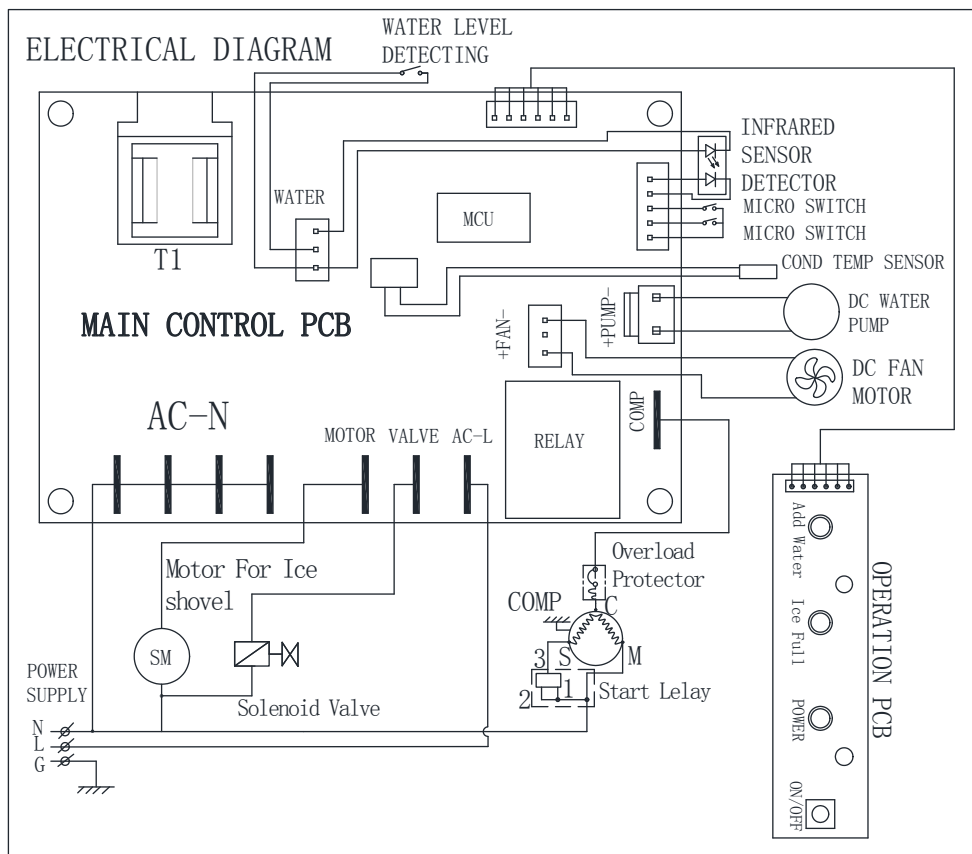 ELECTRICAL DIAGRAM
WATER LEVEL
DETECTING
INFRARED
SENSOR
DETECTOR
MICRO SWITCH
MICRO SWITCH
WATER
MCU
T1
COND TEMP SENSOR
MAIN CONTROL PCB
+FAN-
+PUMP-
DC WATER
PUMP
DC FAN
MOTOR
AC-N
MOTOR
VALVE
AC-L
RELAY
COMP
Motor For Ice
shovel
Overload
Protector
COMP
C
SM
S
M
3
2
1
Start Lelay
Solenoid Valve
POWER
SUPPLY
N
L
G
Add Water
Ice Full
POWER
ON/OFF
OPERATION PCB